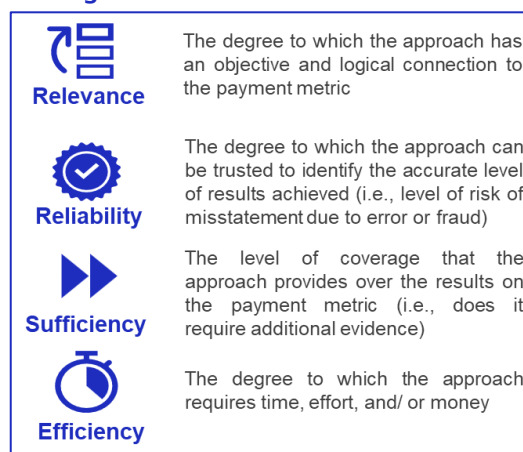 Relevance
The degree to which the approach has
an objective and logical connection to
the payment metric
Reliability
The degree to which the approach can
be trusted to identify the accurate level
of results achieved (i.e., level of risk of
misstatement due to error or fraud)
Sufficiency
The level of coverage that the
approach provides over the results on
the payment metric (i.e., does it
require additional evidence)
Efficiency
The degree to which the approach
requires time, effort, and/ or money